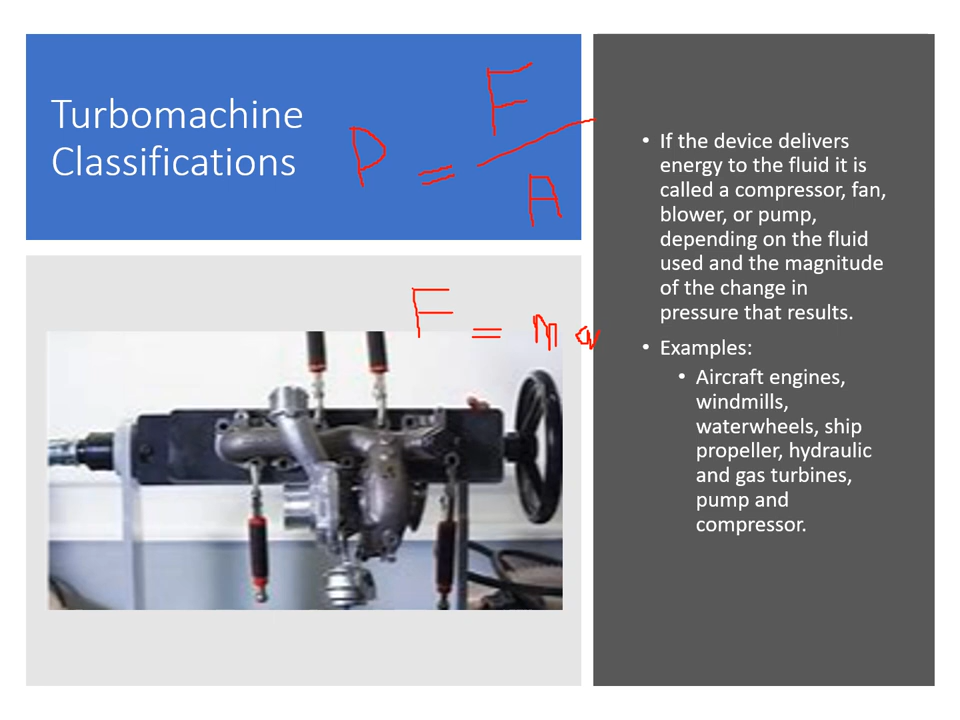 Turbomachine
Classifications
P = F / A
F = ma
• If the device delivers
energy to the fluid it is
called a compressor, fan,
blower, or pump,
depending on the fluid
used and the magnitude
of the change in
pressure that results.
• Examples:
• Aircraft engines,
windmills,
waterwheels, ship
propeller, hydraulic
and gas turbines,
pump and
compressor.